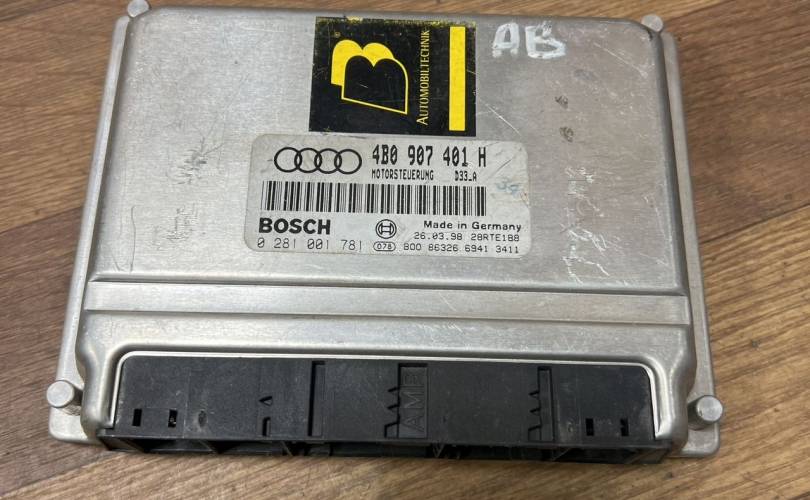 AUTOMOBILTECHNIK
AB
4B0 907 401 H
MOTORSTEUERUNG D33_A
BOSCH
Made in Germany
26.03.98 28RTE188
0 281 001 781 078 800 86326 6941 3411
AMP